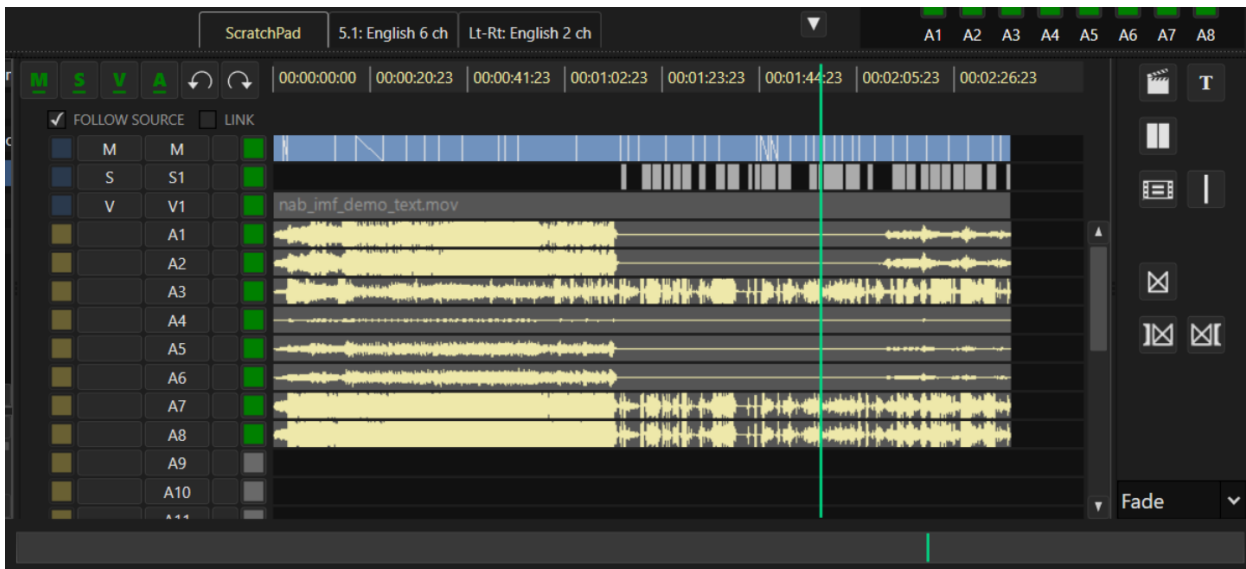 ScratchPad 5.1: English 6 ch Lt-Rt: English 2 ch A1 A2 A3 A4 A5 A6 A7 A8
M S V A 00:00:00:00 00:00:20:23 00:00:41:23 00:01:02:23 00:01:23:23 00:01:44:23 00:02:05:23 00:02:26:23 T
FOLLOW SOURCE LINK
M M
S S1
V V1 nab_imf_demo_text.mov
A1
A2
A3
A4
A5
A6
A7
A8
A9
A10
A11
Fade